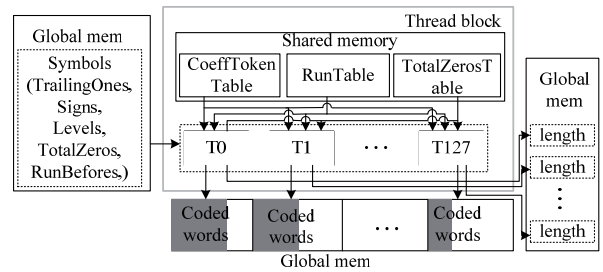 Thread block
Global mem
Symbols
(TrailingOnes,
Signs,
Levels,
TotalZeros,
RunBefores,)
Shared memory
CoeffToken
Table
RunTable
TotalZerosT
able
Global
mem
length
length
⋮
length
T0
T1
···
T127
Coded
words
Coded
words
···
Coded
words
Global mem